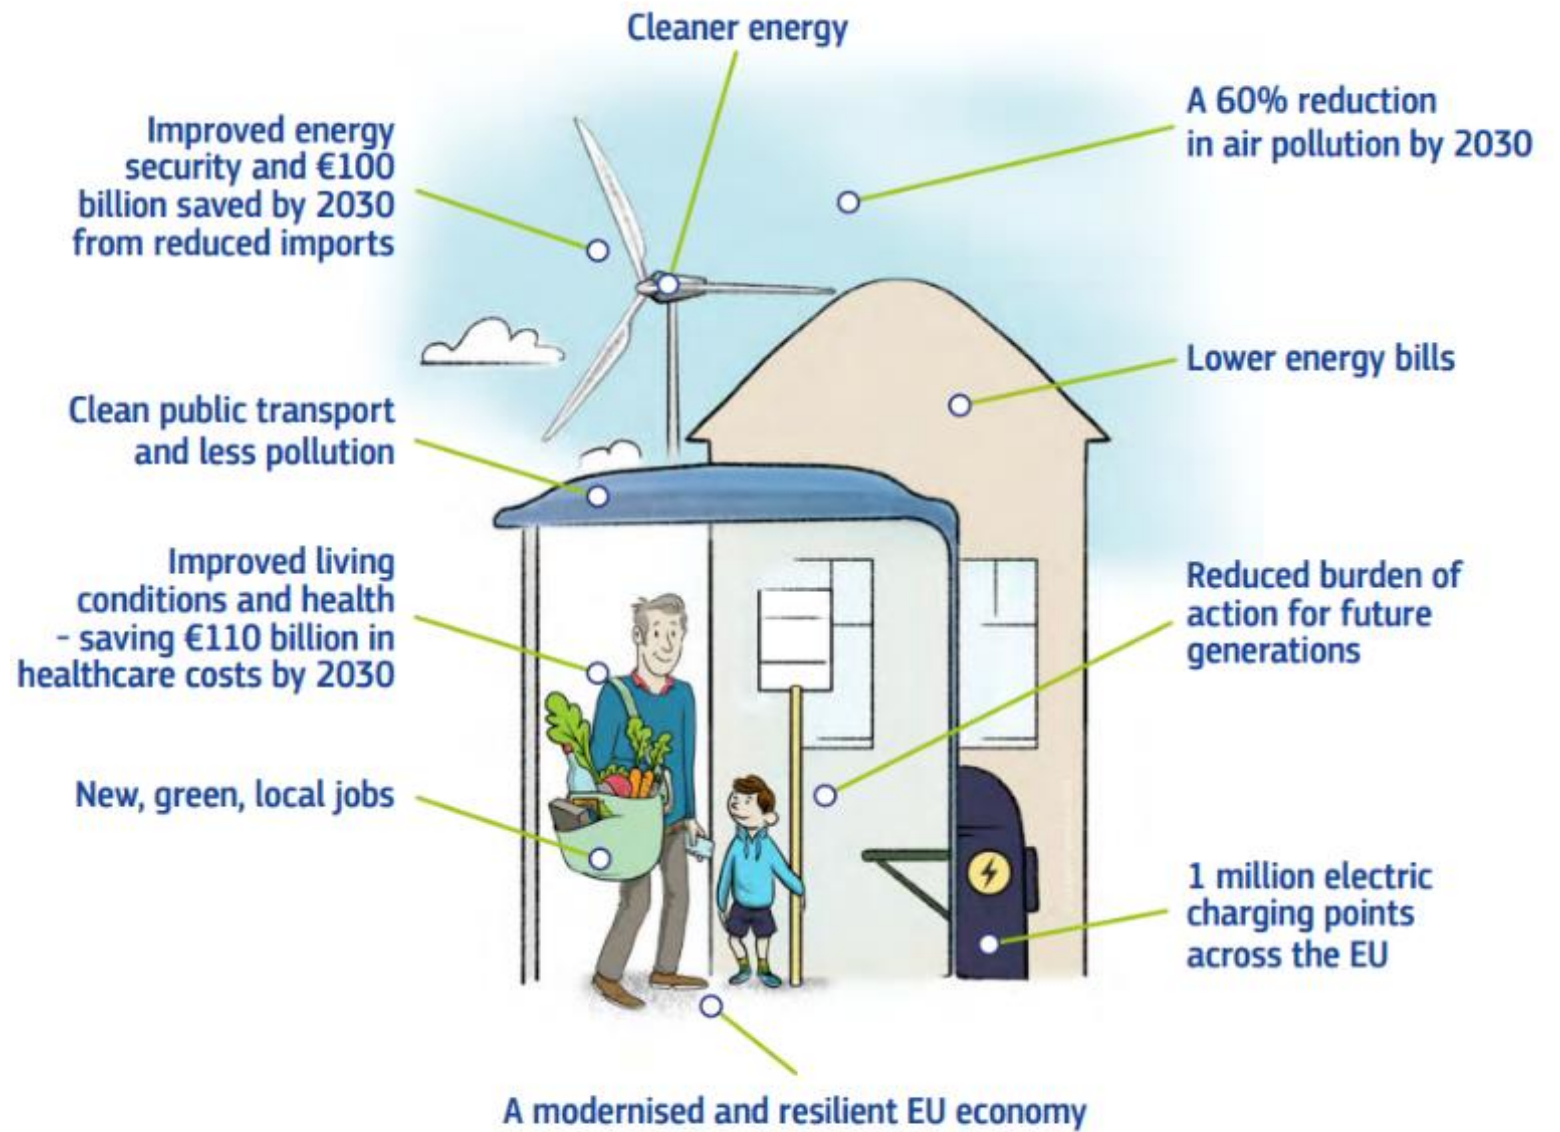 Cleaner energy
Improved energy
security and €100
billion saved by 2030
from reduced imports
A 60% reduction
in air pollution by 2030
Lower energy bills
Clean public transport
and less pollution
Improved living
conditions and health
- saving €110 billion in
healthcare costs by 2030
Reduced burden of
action for future
generations
New, green, local jobs
1 million electric
charging points
across the EU
A modernised and resilient EU economy